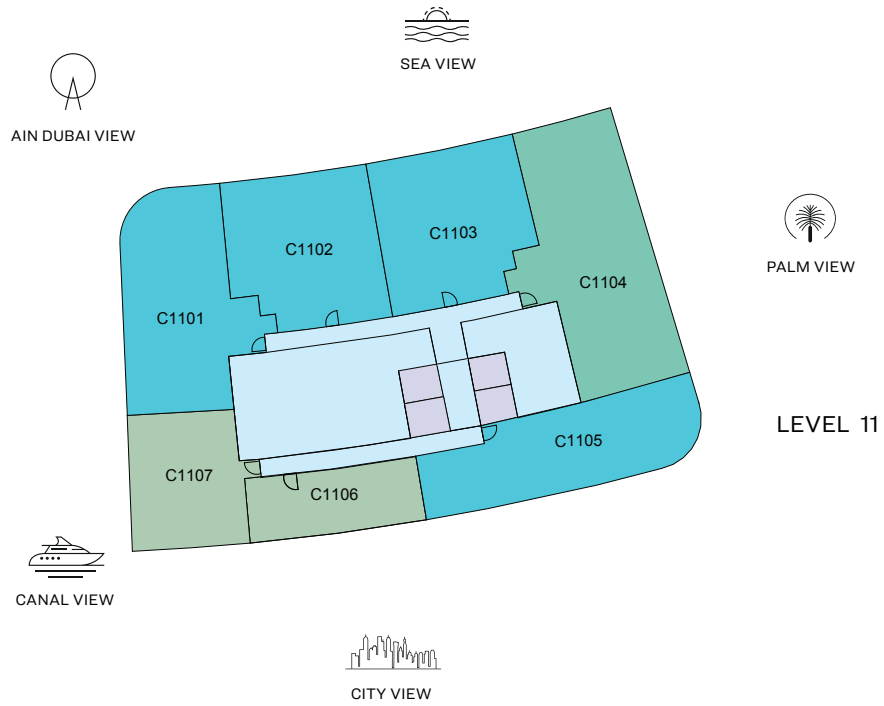 SEA VIEW
AIN DUBAI VIEW
PALM VIEW
C1103
C1102
C1104
C1101
LEVEL 11
C1105
C1107
C1106
CANAL VIEW
CITY VIEW